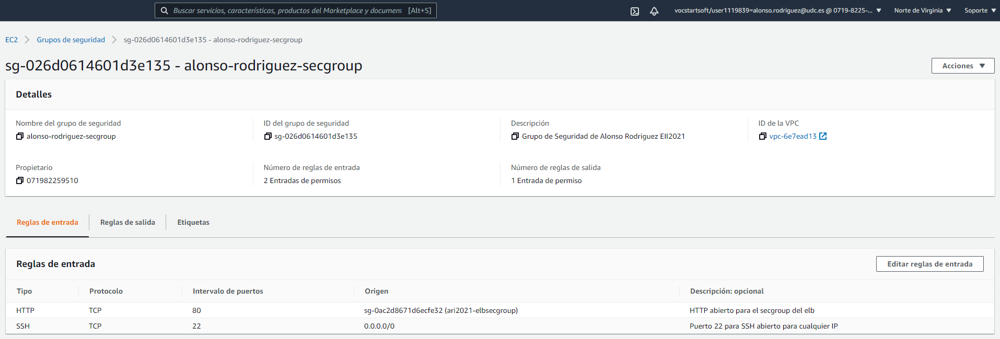 Buscar servicios, características, productos del Marketplace y document [Alt+S]
vocstartsoft/user1119839=alonso.rodriguez@udc.es @ 0719-8225-... Norte de Virginia Soporte
EC2 Grupos de seguridad sg-026d0614601d3e135 - alonso-rodriguez-secgroup
sg-026d0614601d3e135 - alonso-rodriguez-secgroup
Acciones
Detalles
Nombre del grupo de seguridad
alonso-rodriguez-secgroup
ID del grupo de seguridad
sg-026d0614601d3e135
Descripción
Grupo de Seguridad de Alonso Rodriguez EII2021
ID de la VPC
vpc-6e7ead13
Propietario
071982259510
Número de reglas de entrada
2 Entradas de permisos
Número de reglas de salida
1 Entrada de permiso
Reglas de entrada Reglas de salida Etiquetas
Reglas de entrada
Editar reglas de entrada
Tipo Protocolo Intervalo de puertos Origen Descripción: opcional
HTTP TCP 80 sg-0ac2d8671d6ecfe32 (ari2021-elbsecgroup) HTTP abierto para el secgroup del elb
SSH TCP 22 0.0.0.0/0 Puerto 22 para SSH abierto para cualquier IP